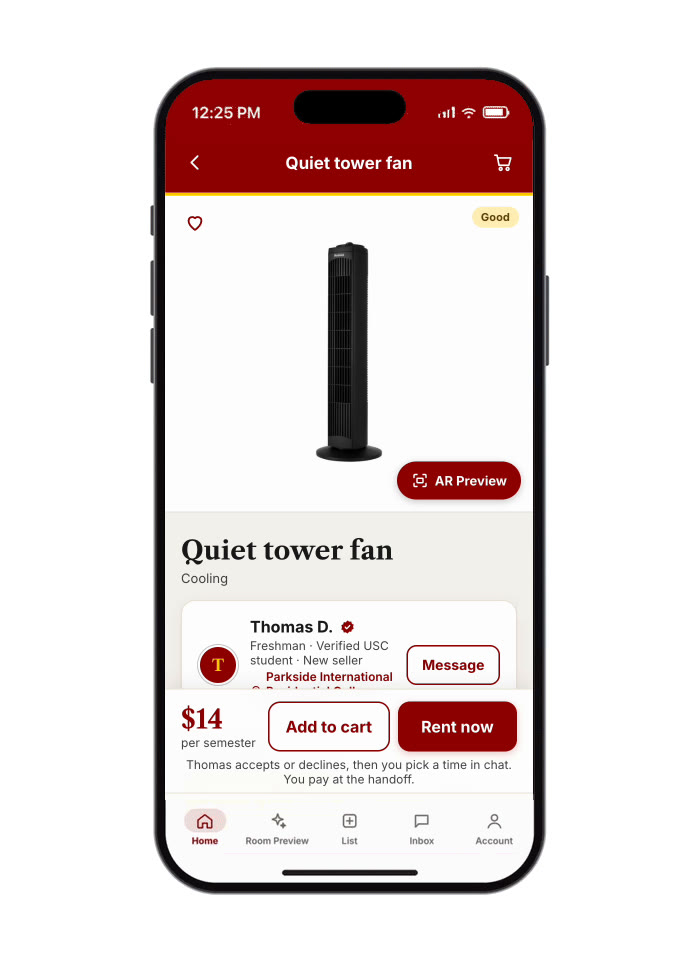 12:25 PM
Quiet tower fan
Good
AR Preview
Quiet tower fan
Cooling
Thomas D.
Freshman · Verified USC
student · New seller
Parkside International
T
Message
$14
per semester
Add to cart
Rent now
Thomas accepts or declines, then you pick a time in chat.
You pay at the handoff.
Home
Room Preview
List
Inbox
Account